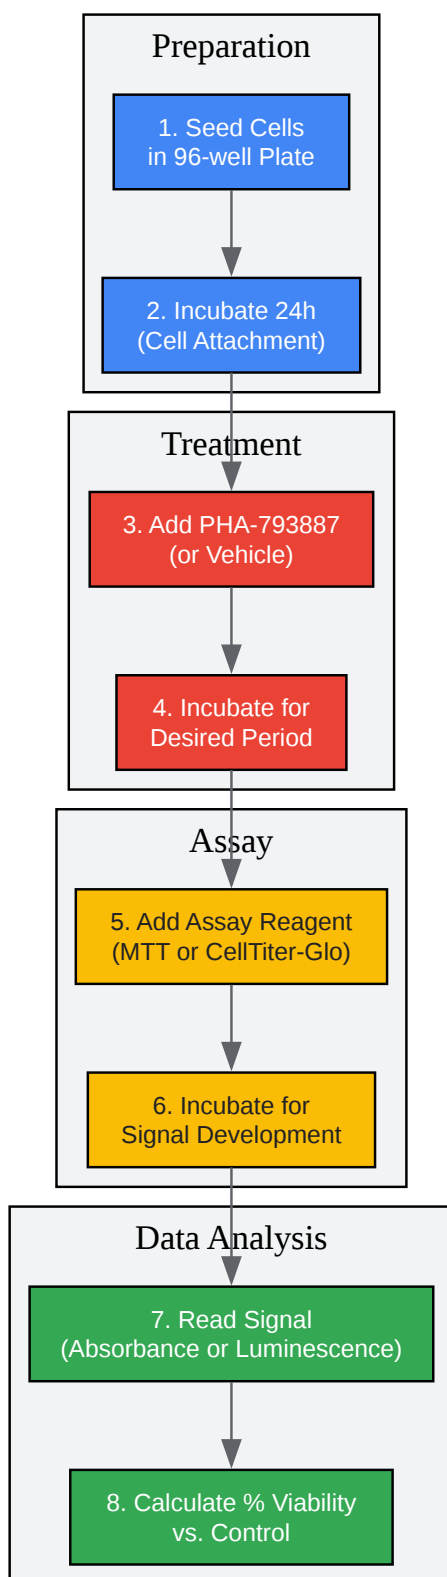 Preparation
1. Seed Cells
in 96-well Plate
2. Incubate 24h
(Cell Attachment)
Treatment
3. Add PHA-793887
(or Vehicle)
4. Incubate for
Desired Period
Assay
5. Add Assay Reagent
(MTT or CellTiter-Glo)
6. Incubate for
Signal Development
Data Analysis
7. Read Signal
(Absorbance or Luminescence)
8. Calculate % Viability
vs. Control